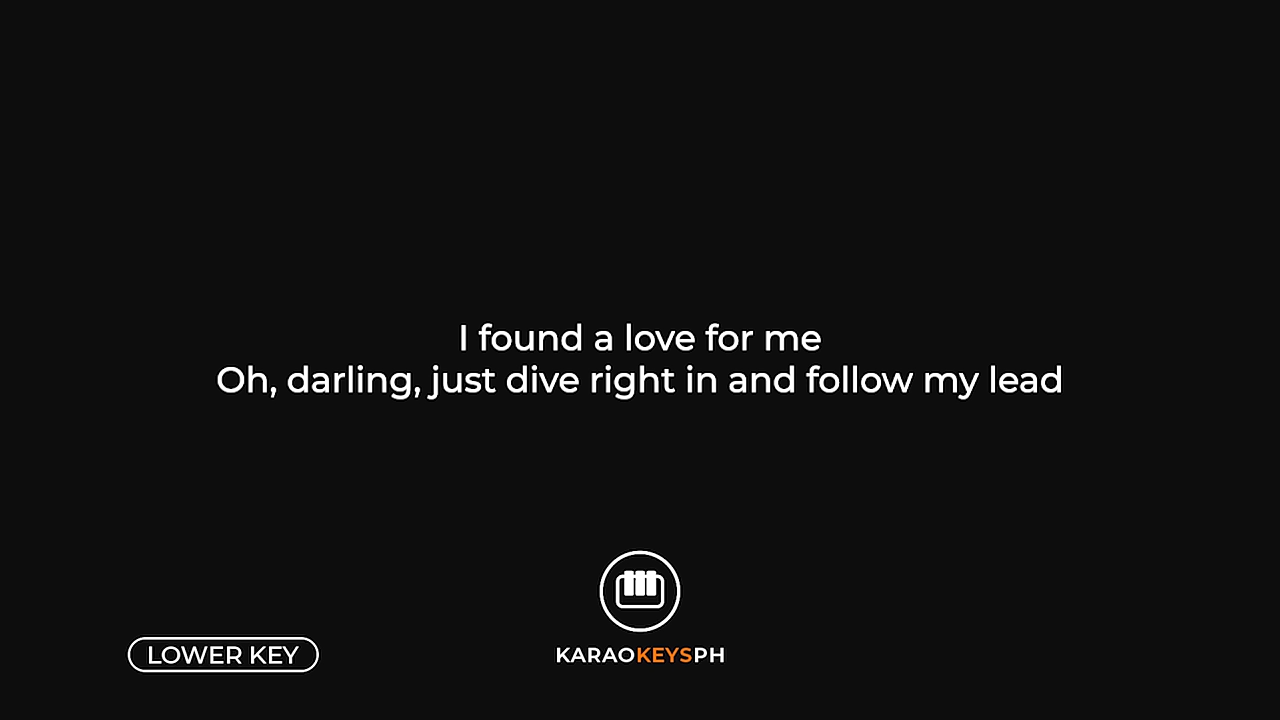 I found a love for me
Oh, darling, just dive right in and follow my lead
LOWER KEY
KARAOKEYSPH